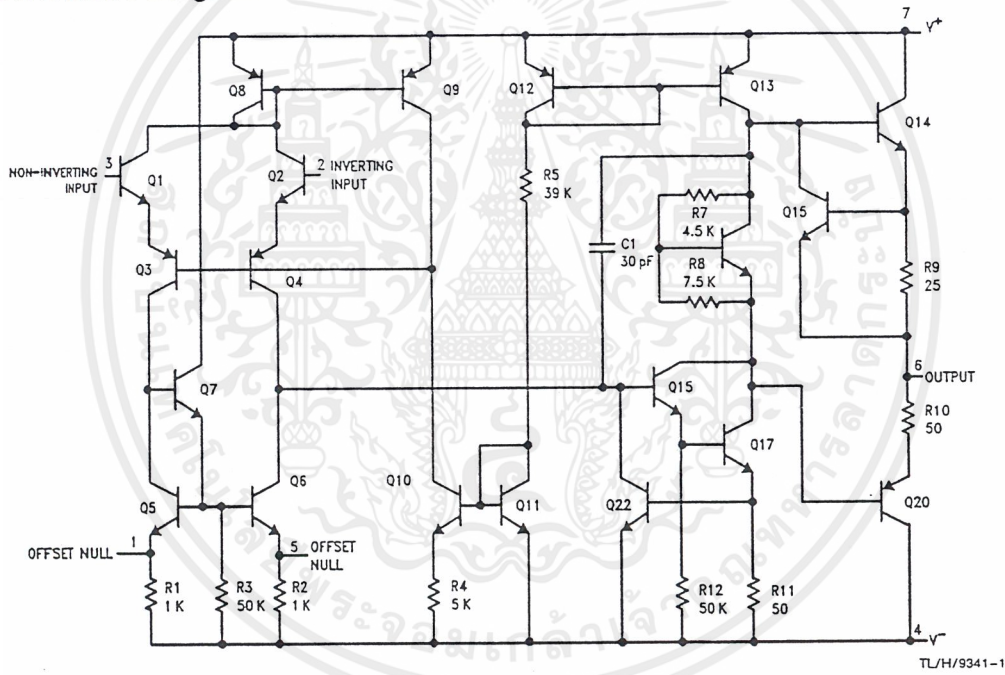 7
V+
Q8
Q9
Q12
Q13
Q14
NON-INVERTING
INPUT
3
Q1
Q2
2 INVERTING
INPUT
R5
39 K
R7
4.5 K
Q15
C1
30 pF
R8
7.5 K
R9
25
Q3
Q4
6
OUTPUT
Q7
Q15
R10
50
Q17
Q5
Q6
Q10
Q11
Q22
Q20
OFFSET NULL
1
5
OFFSET
NULL
R1
1 K
R3
50 K
R2
1 K
R4
5 K
R12
50 K
R11
50
4
V-
TL/H/9341-1